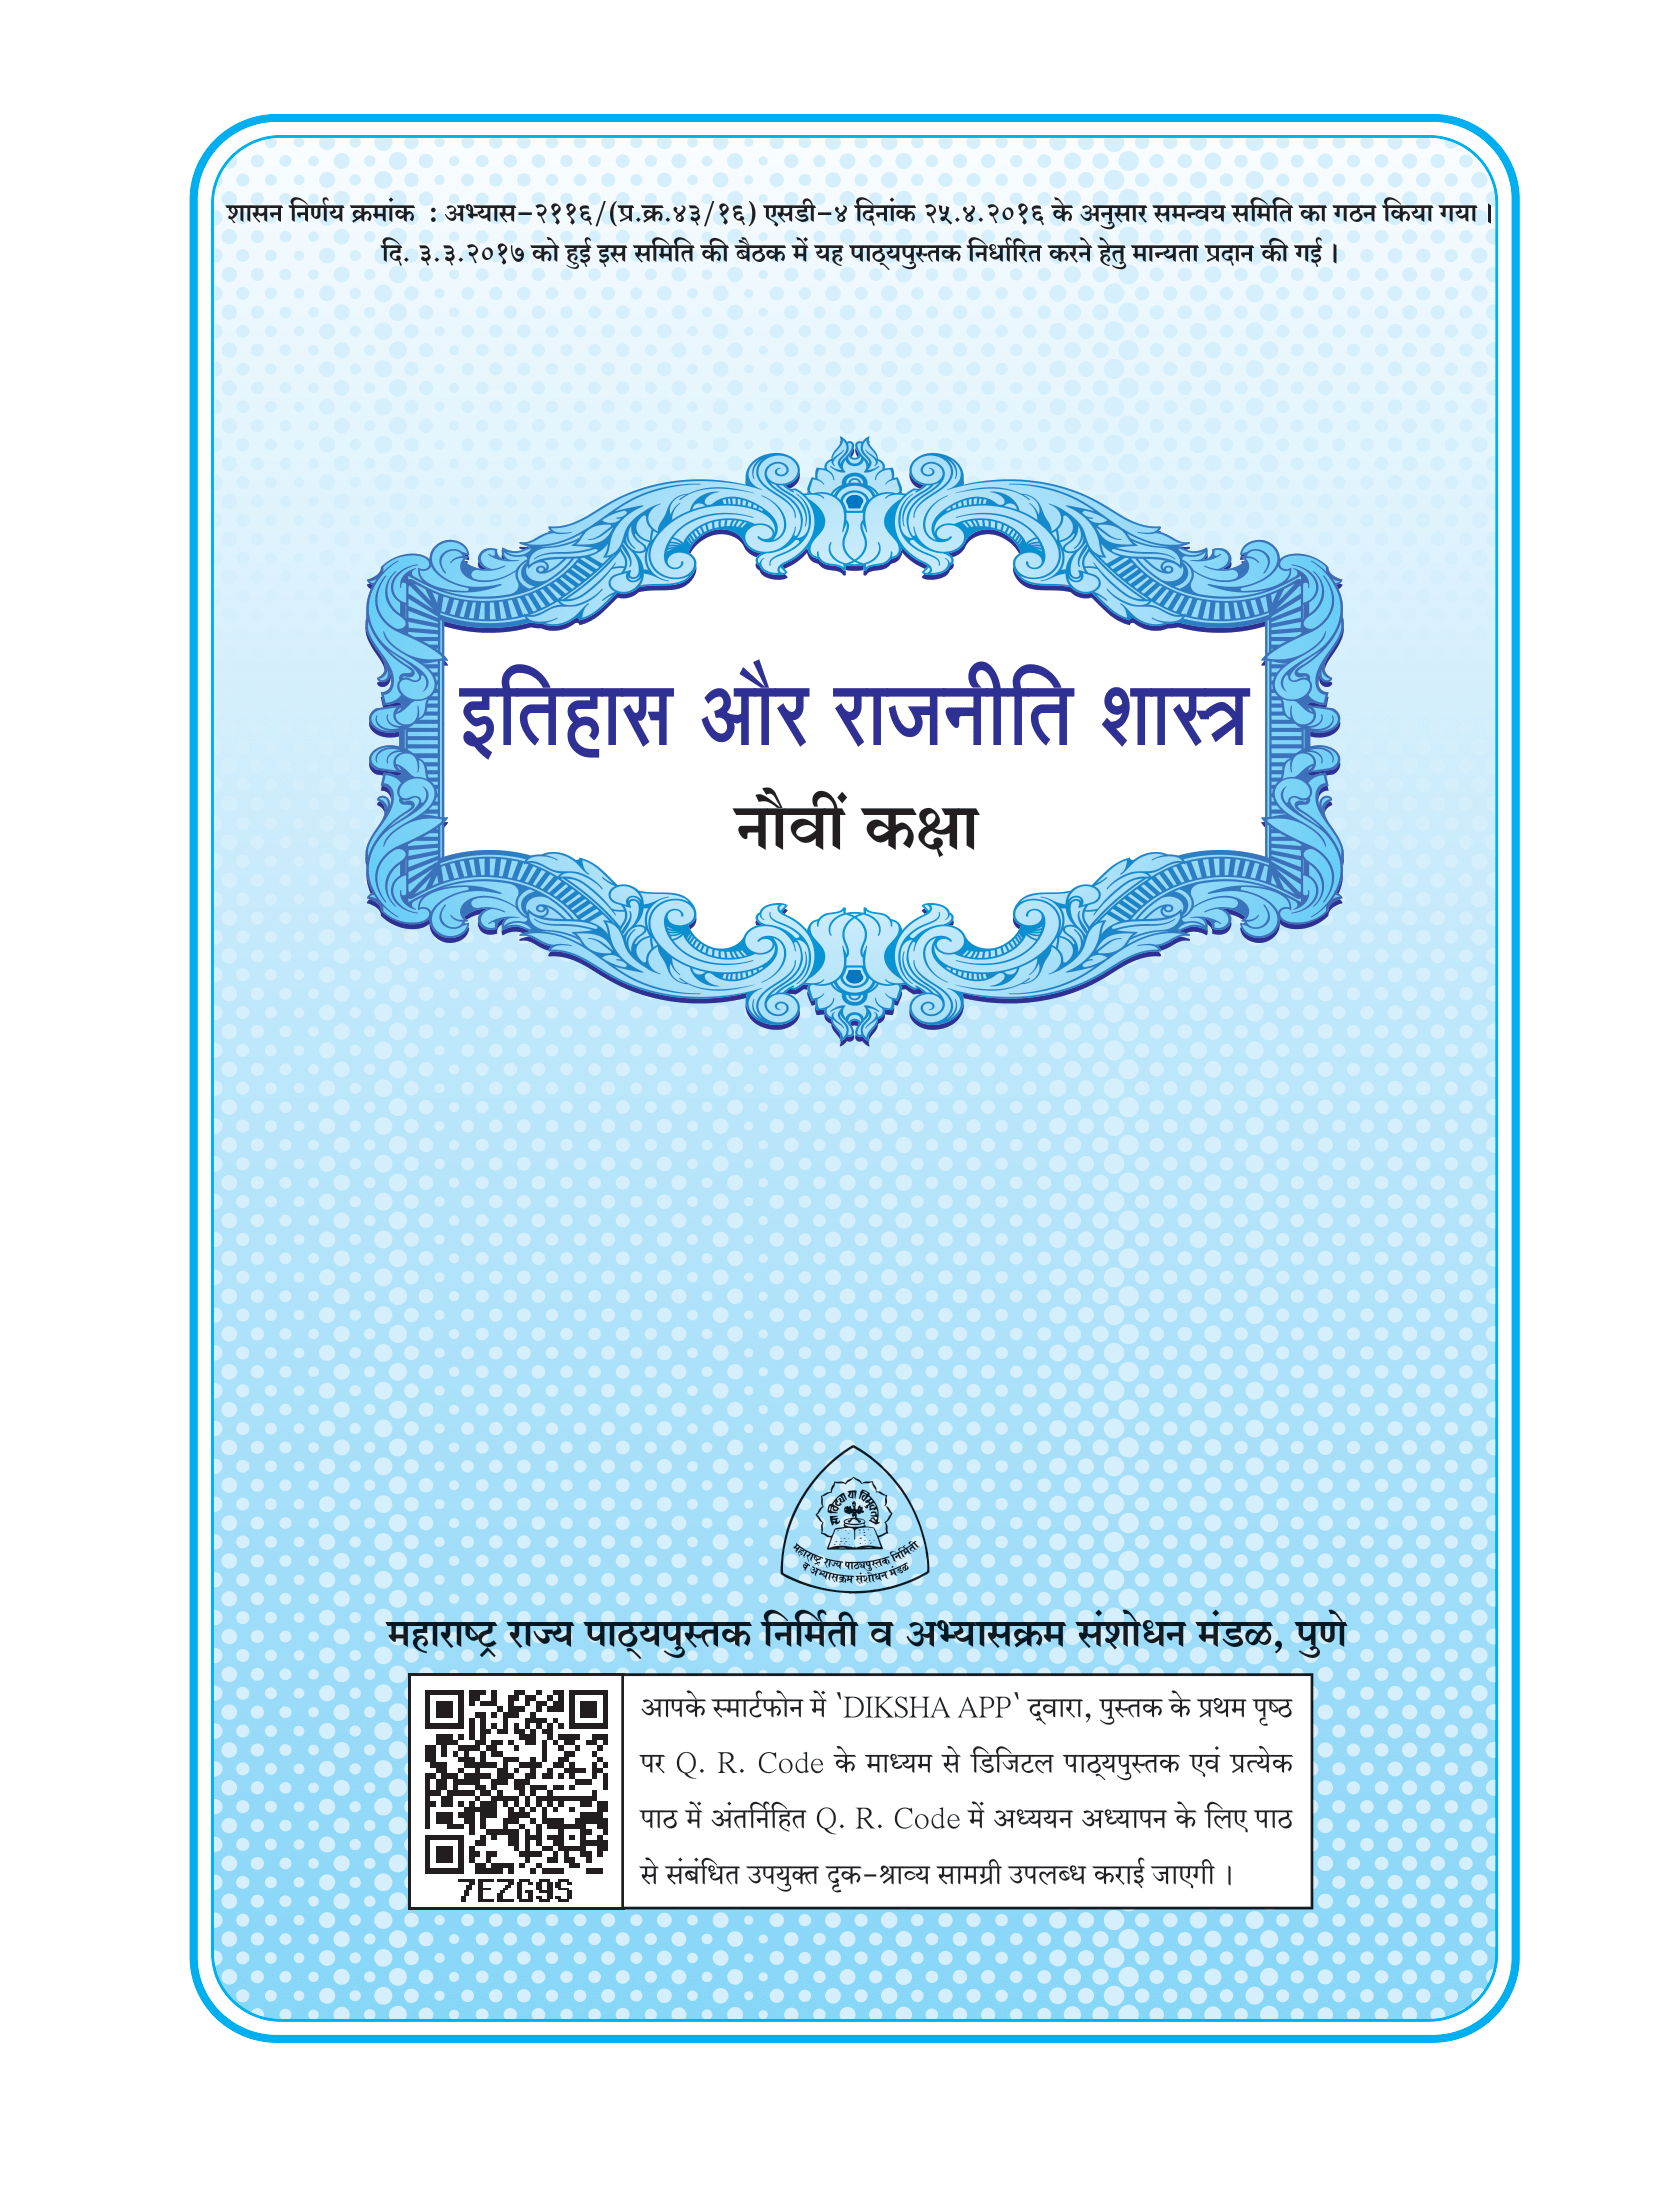 शासन निर्णय क्रमांक : अभ्यास-२११६/(प्र.क्र.४३/१६) एसडी-४ दिनांक २५.४.२०१६ के अनुसार समन्वय समिति का गठन किया गया ।
दि. ३.३.२०१७ को हुई इस समिति की बैठक में यह पाठ्यपुस्तक निर्धारित करने हेतु मान्यता प्रदान की गई ।
इतिहास और राजनीति शास्त्र
नौवीं कक्षा
सा विद्या या विमुक्तये
महाराष्ट्र राज्य पाठ्यपुस्तक निर्मिती
व अभ्यासक्रम संशोधन मंडळ
महाराष्ट्र राज्य पाठ्यपुस्तक निर्मिती व अभ्यासक्रम संशोधन मंडळ, पुणे
आपके स्मार्टफोन में 'DIKSHA APP' द्वारा, पुस्तक के प्रथम पृष्ठ
पर Q. R. Code के माध्यम से डिजिटल पाठ्यपुस्तक एवं प्रत्येक
पाठ में अंतर्निहित Q. R. Code में अध्ययन अध्यापन के लिए पाठ
से संबंधित उपयुक्त दृक-श्राव्य सामग्री उपलब्ध कराई जाएगी ।
7EZG9S